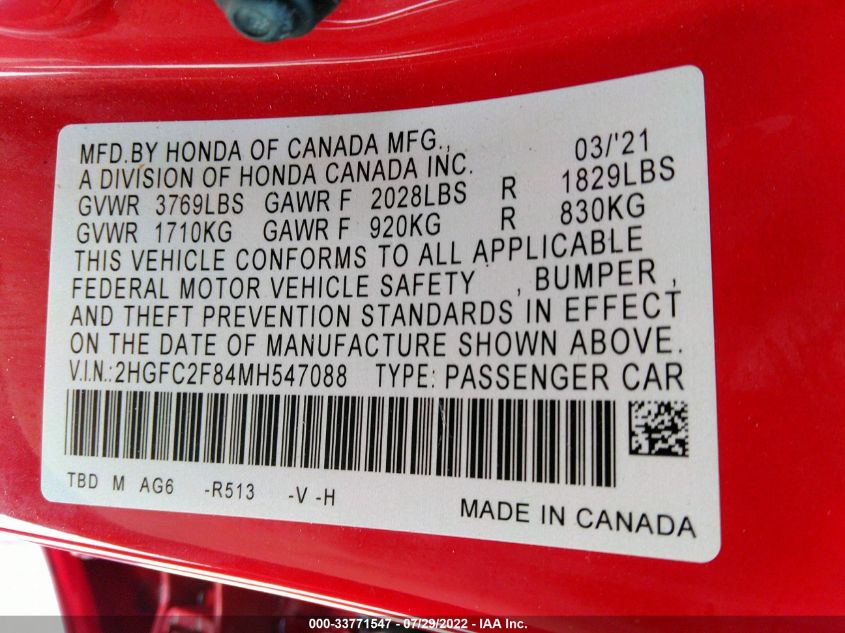 MFD.BY HONDA OF CANADA MFG., 03/'21
A DIVISION OF HONDA CANADA INC.
GVWR 3769LBS GAWR F 2028LBS R 1829LBS
GVWR 1710KG GAWR F 920KG R 830KG
THIS VEHICLE CONFORMS TO ALL APPLICABLE
FEDERAL MOTOR VEHICLE SAFETY , BUMPER ,
AND THEFT PREVENTION STANDARDS IN EFFECT
ON THE DATE OF MANUFACTURE SHOWN ABOVE.
V.I.N.: 2HGFC2F84MH547088 TYPE: PASSENGER CAR
TBD M AG6 -R513 -V -H
MADE IN CANADA
000-33771547 - 07/29/2022 - IAA Inc.